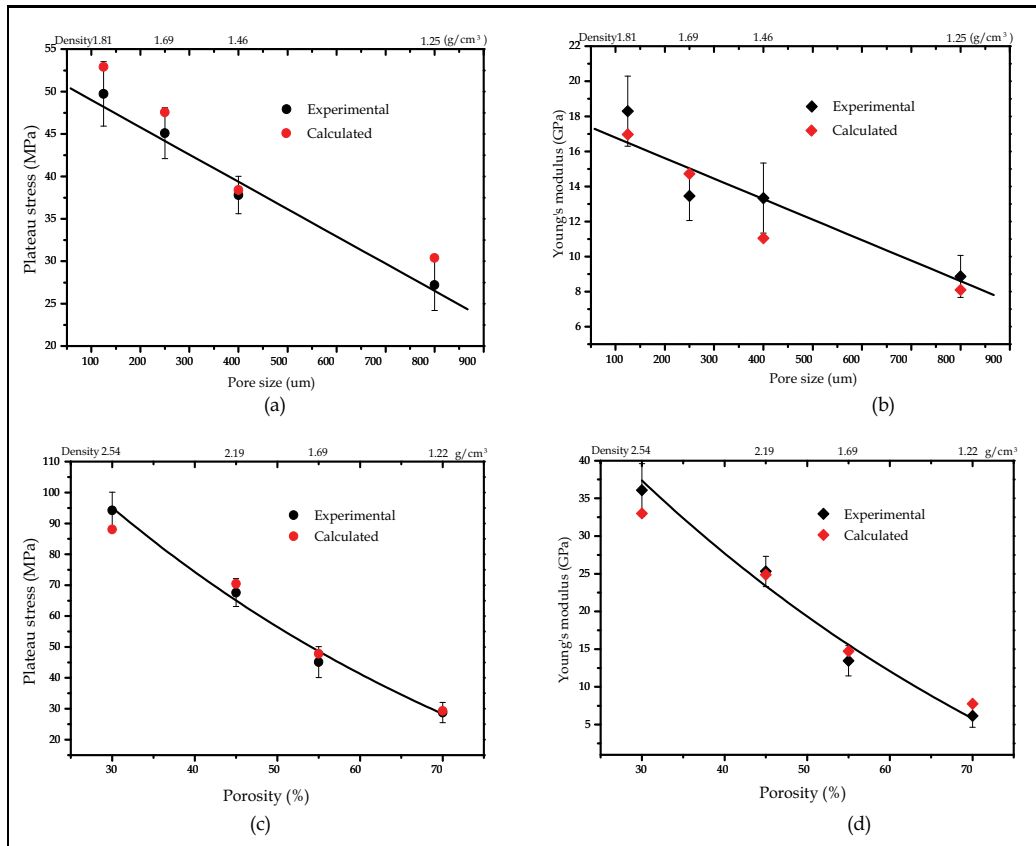 Density 1.81 1.69 1.46 1.25 (g/cm³)
55
50
45
40
35
30
25
20
Plateau stress (MPa)
Experimental
Calculated
100 200 300 400 500 600 700 800 900
Pore size (um)
(a)
Density 1.81 1.69 1.46 1.25 (g/cm³)
22
20
18
16
14
12
10
8
6
Young's modulus (GPa)
Experimental
Calculated
100 200 300 400 500 600 700 800 900
Pore size (um)
(b)
Density 2.54 2.19 1.69 1.22 g/cm³
110
100
90
80
70
60
50
40
30
20
Plateau stress (MPa)
Experimental
Calculated
30 40 50 60 70
Porosity (%)
(c)
Density 2.54 2.19 1.69 1.22 g/cm³
40
35
30
25
20
15
10
5
Young's modulus (GPa)
Experimental
Calculated
30 40 50 60 70
Porosity (%)
(d)